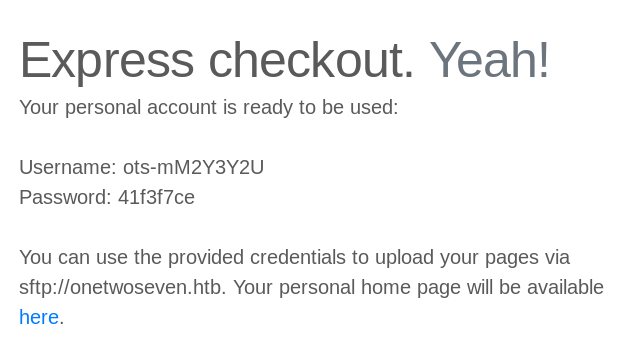 Express checkout. Yeah!
Your personal account is ready to be used:
Username: ots-mM2Y3Y2U
Password: 41f3f7ce
You can use the provided credentials to upload your pages via
sftp://onetwoseven.htb. Your personal home page will be available
here.